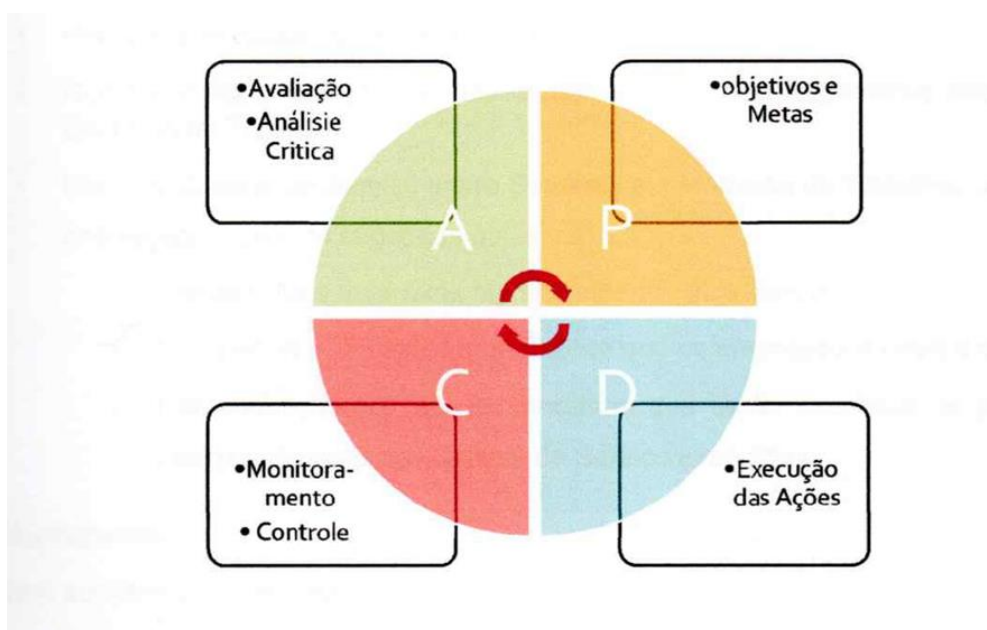 •Avaliação
•Análisie
Critica
•objetivos e
Metas
A
P
C
D
•Monitora-
mento
• Controle
•Execução
das Ações